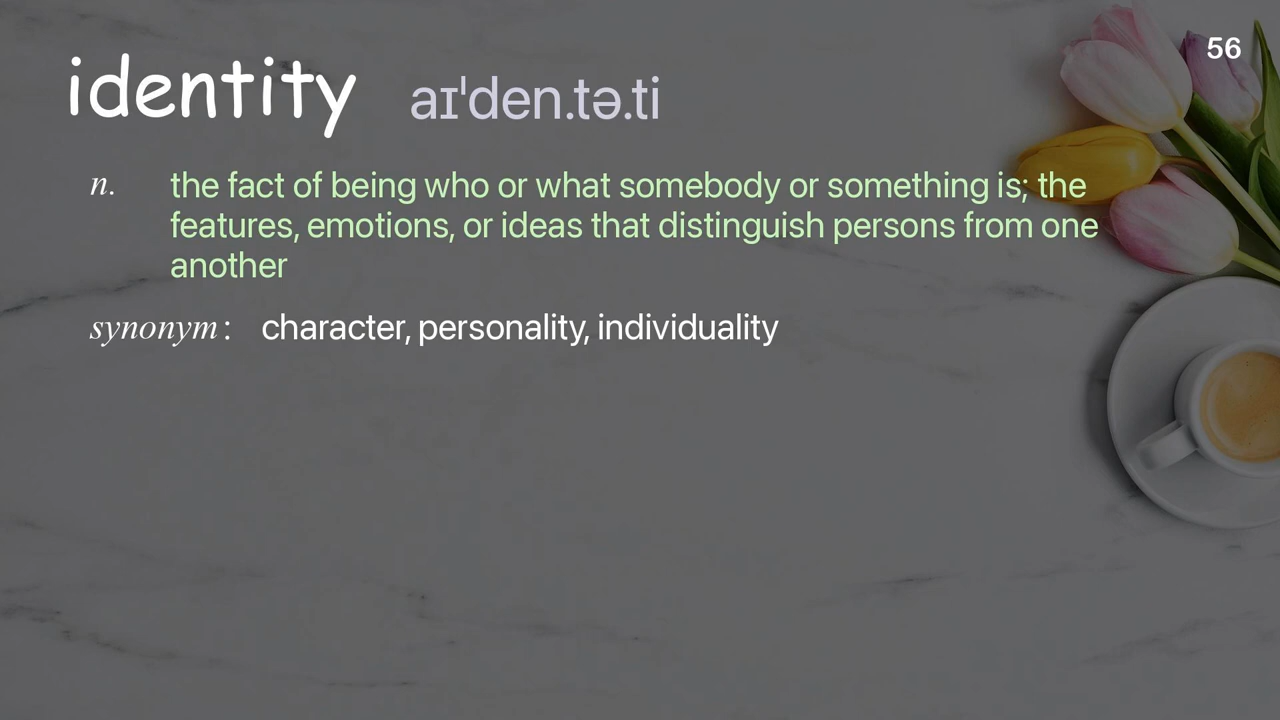 56
identity aɪˈden.tə.ti
n. the fact of being who or what somebody or something is; the
features, emotions, or ideas that distinguish persons from one
another
synonym: character, personality, individuality